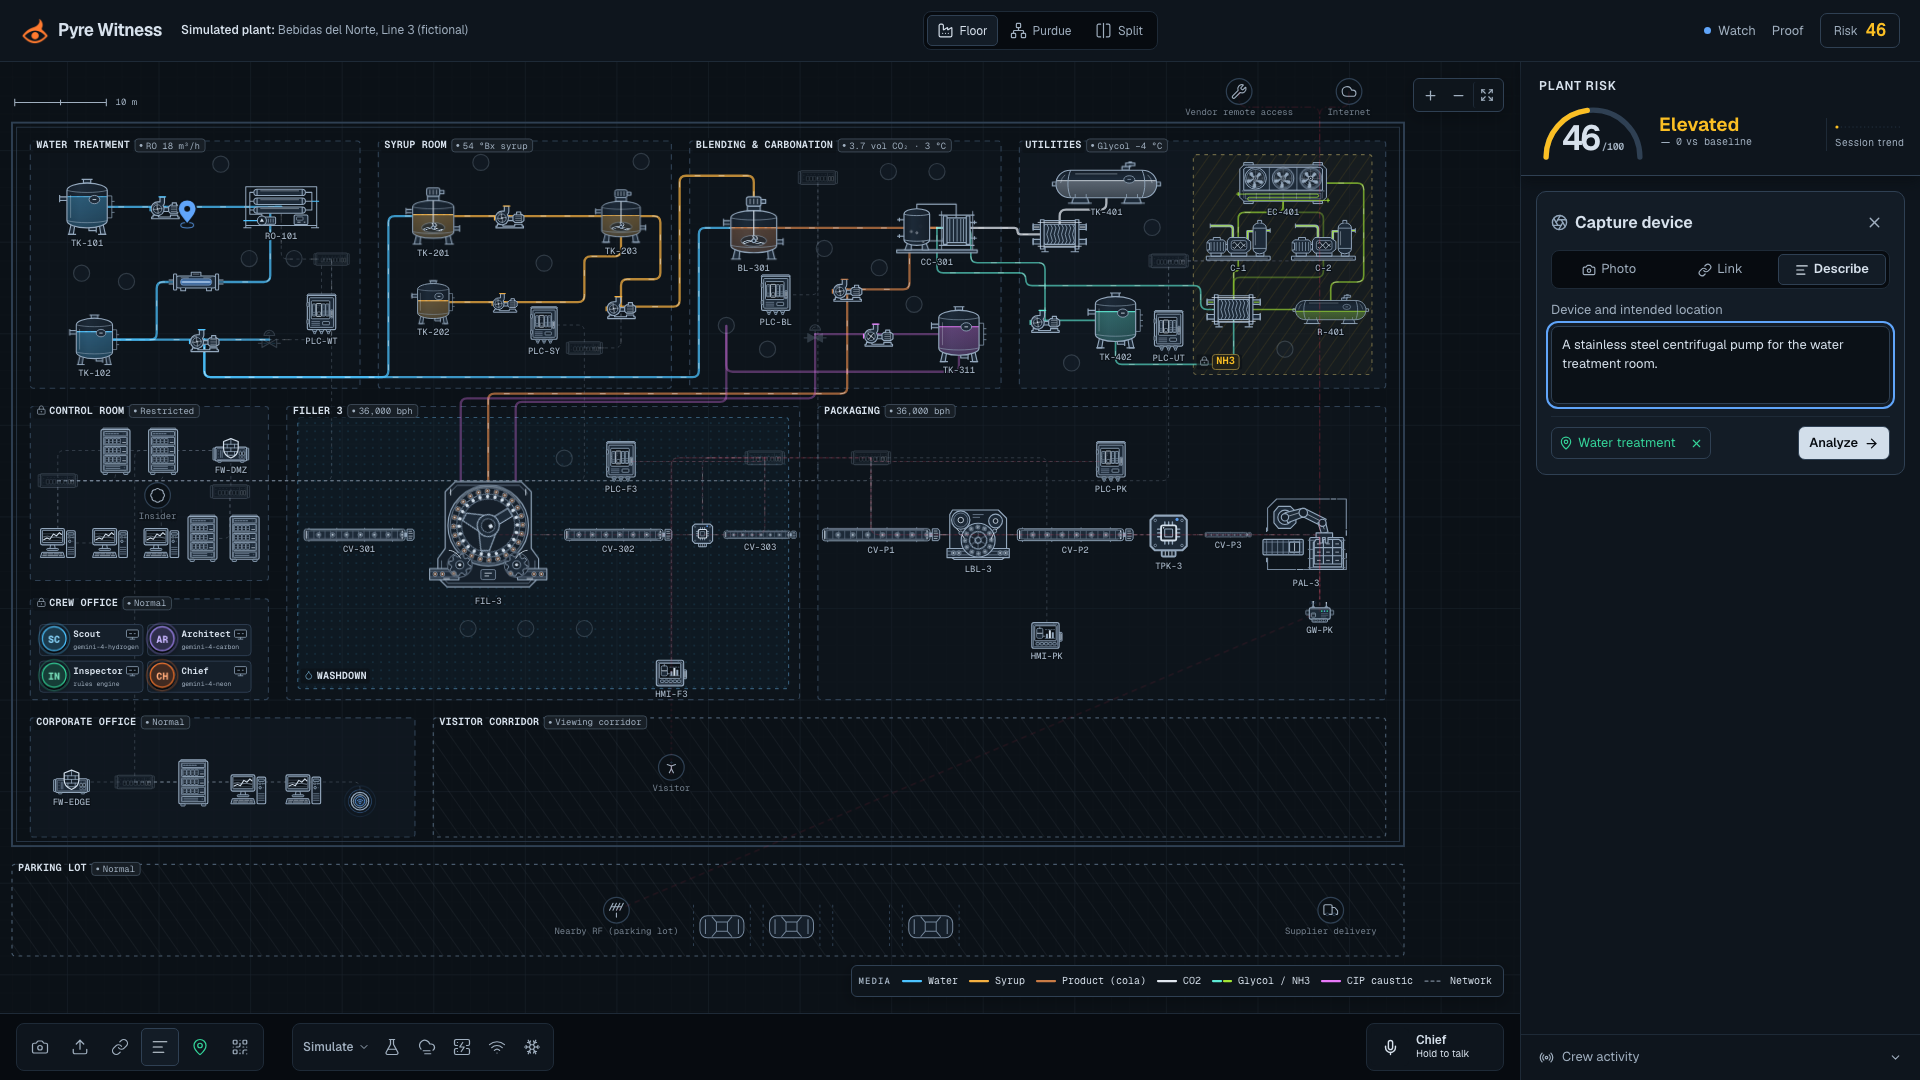 Pyre Witness
Simulated plant: Bebidas del Norte, Line 3 (fictional)
Floor
Purdue
Split
Watch
Proof
Risk 46
10 m
Vendor remote access
Internet
WATER TREATMENT
RO 18 m³/h
SYRUP ROOM
54 °Bx syrup
BLENDING & CARBONATION
3.7 vol CO₂ · 3 °C
UTILITIES
Glycol −4 °C
TK-101
RO-101
PLC-WT
TK-102
TK-201
TK-203
TK-202
PLC-SY
BL-301
PLC-BL
CC-301
TK-311
TK-401
TK-402
PLC-UT
EC-401
C-1
C-2
R-401
NH3
CONTROL ROOM
Restricted
FW-DMZ
Insider
FILLER 3
36,000 bph
PLC-F3
CV-301
CV-302
CV-303
FIL-3
WASHDOWN
HMI-F3
PACKAGING
36,000 bph
PLC-PK
CV-P1
LBL-3
CV-P2
TPK-3
CV-P3
PAL-3
GW-PK
HMI-PK
CREW OFFICE
Normal
SC
Scout
gemini-4-hydrogen
AR
Architect
gemini-4-carbon
IN
Inspector
rules engine
CH
Chief
gemini-4-neon
CORPORATE OFFICE
Normal
FW-EDGE
VISITOR CORRIDOR
Viewing corridor
Visitor
PARKING LOT
Normal
Nearby RF (parking lot)
Supplier delivery
MEDIA
Water
Syrup
Product (cola)
CO2
Glycol / NH3
CIP caustic
Network
Simulate
Chief
Hold to talk
PLANT RISK
46/100
Elevated
— 0 vs baseline
Session trend
Capture device
Photo
Link
Describe
Device and intended location
A stainless steel centrifugal pump for the water
treatment room.
Water treatment
Analyze
Crew activity